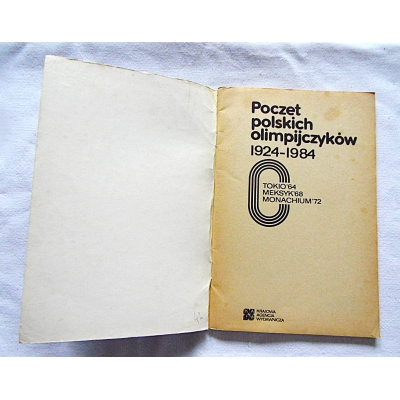 Poczet
polskich
olimpijczyków
1924-1984
TOKIO'64
MEKSYK'68
MONACHIUM'72
KRAJOWA
AGENCJA
WYDAWNICZA